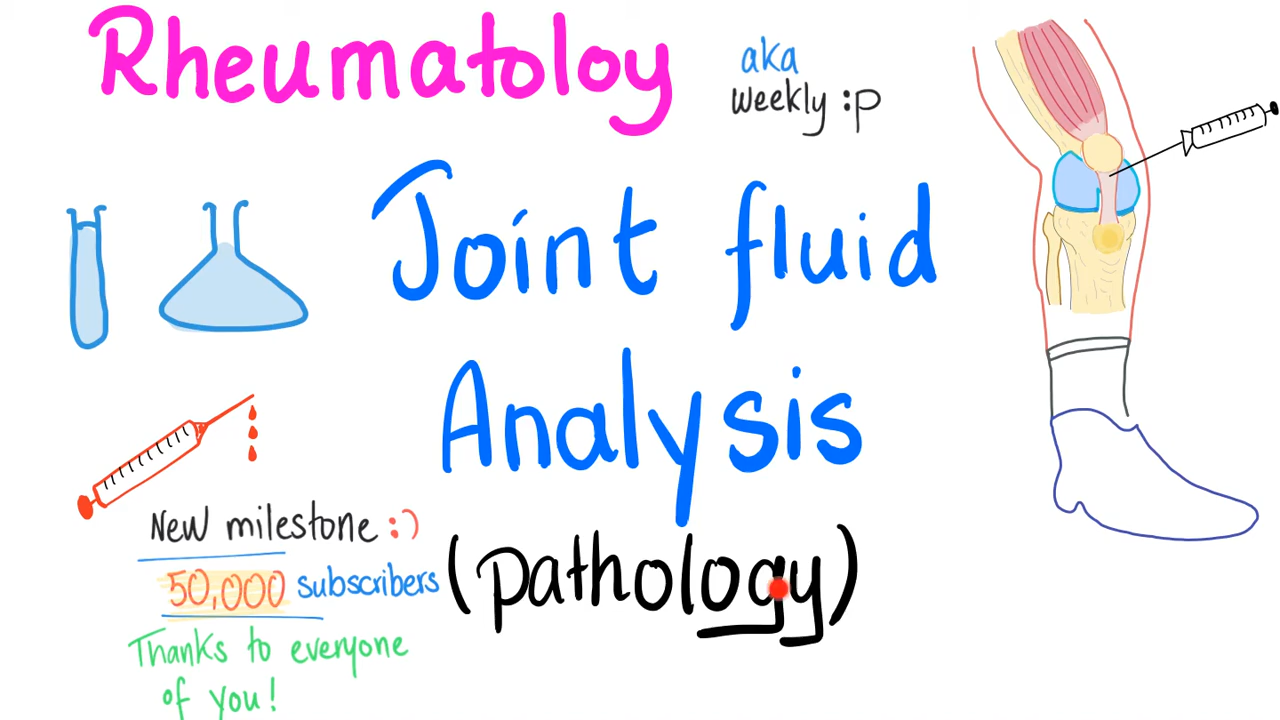 Rheumatoloy
aka
weekly :p
Joint fluid
Analysis
(pathology)
New milestone :)
50,000 subscribers
Thanks to everyone
of you!